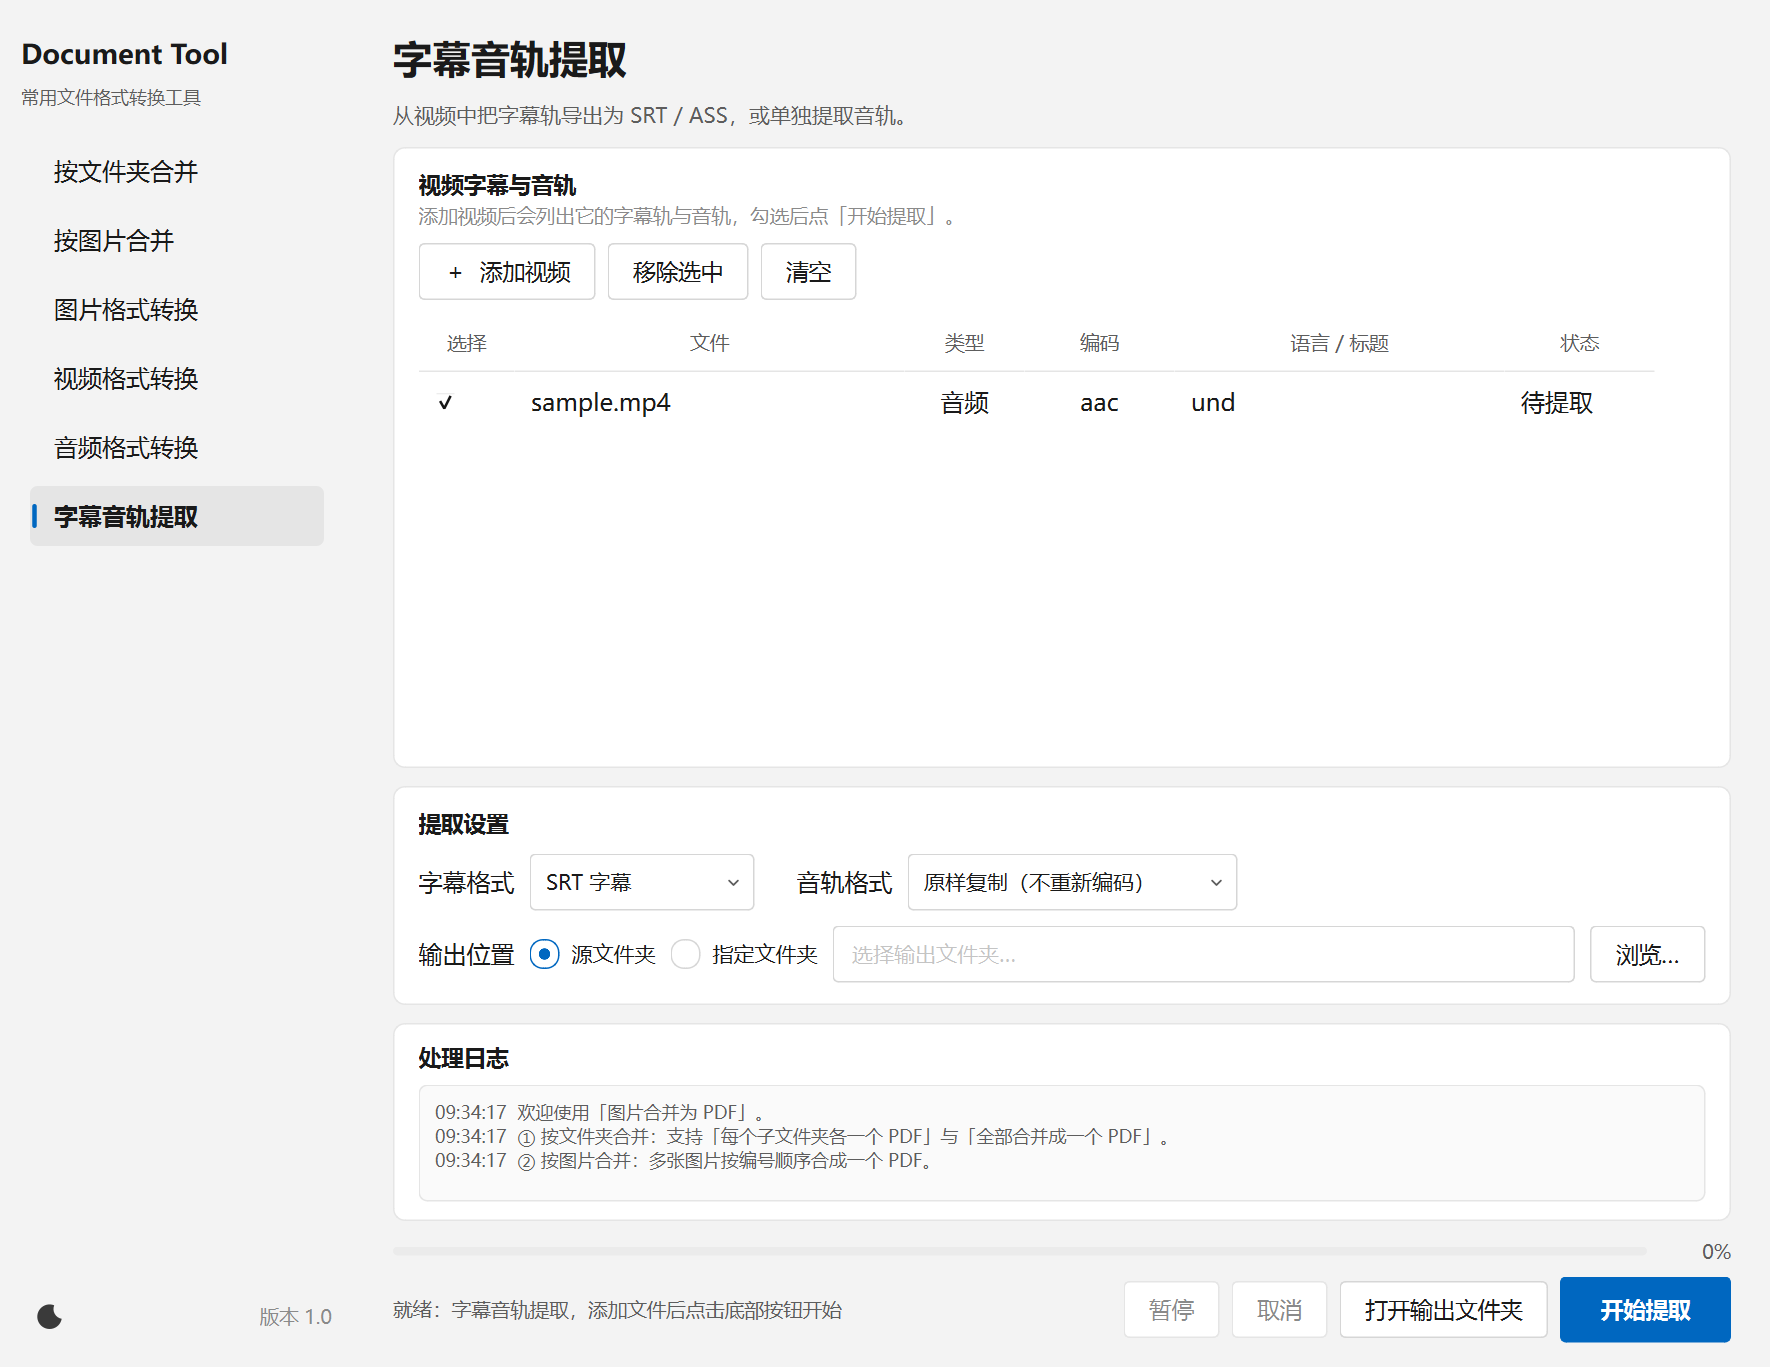 Document Tool
常用文件格式转换工具
按文件夹合并
按图片合并
图片格式转换
视频格式转换
音频格式转换
字幕音轨提取
版本 1.0
字幕音轨提取
从视频中把字幕轨导出为 SRT / ASS，或单独提取音轨。
视频字幕与音轨
添加视频后会列出它的字幕轨与音轨，勾选后点「开始提取」。
+ 添加视频 移除选中 清空
选择 文件 类型 编码 语言 / 标题 状态
✓ sample.mp4 音频 aac und 待提取
提取设置
字幕格式 SRT 字幕 音轨格式 原样复制（不重新编码）
输出位置 源文件夹 指定文件夹 选择输出文件夹... 浏览...
处理日志
09:34:17 欢迎使用「图片合并为 PDF」。
09:34:17 ① 按文件夹合并：支持「每个子文件夹各一个 PDF」与「全部合并成一个 PDF」。
09:34:17 ② 按图片合并：多张图片按编号顺序合成一个 PDF。
0%
就绪：字幕音轨提取，添加文件后点击底部按钮开始 暂停 取消 打开输出文件夹 开始提取